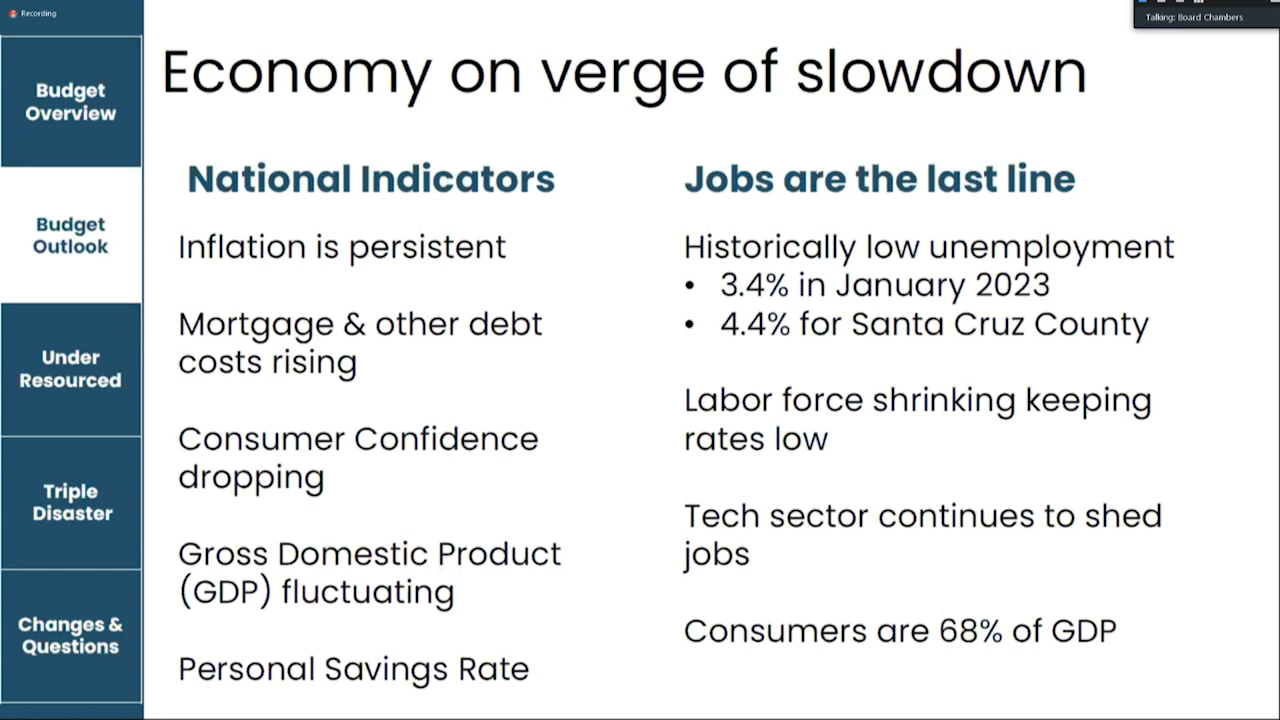 Recording
Talking: Board Chambers
Budget
Overview
Budget
Outlook
Under
Resourced
Triple
Disaster
Changes &
Questions
Economy on verge of slowdown
National Indicators
Inflation is persistent
Mortgage & other debt
costs rising
Consumer Confidence
dropping
Gross Domestic Product
(GDP) fluctuating
Personal Savings Rate
Jobs are the last line
Historically low unemployment
• 3.4% in January 2023
• 4.4% for Santa Cruz County
Labor force shrinking keeping
rates low
Tech sector continues to shed
jobs
Consumers are 68% of GDP